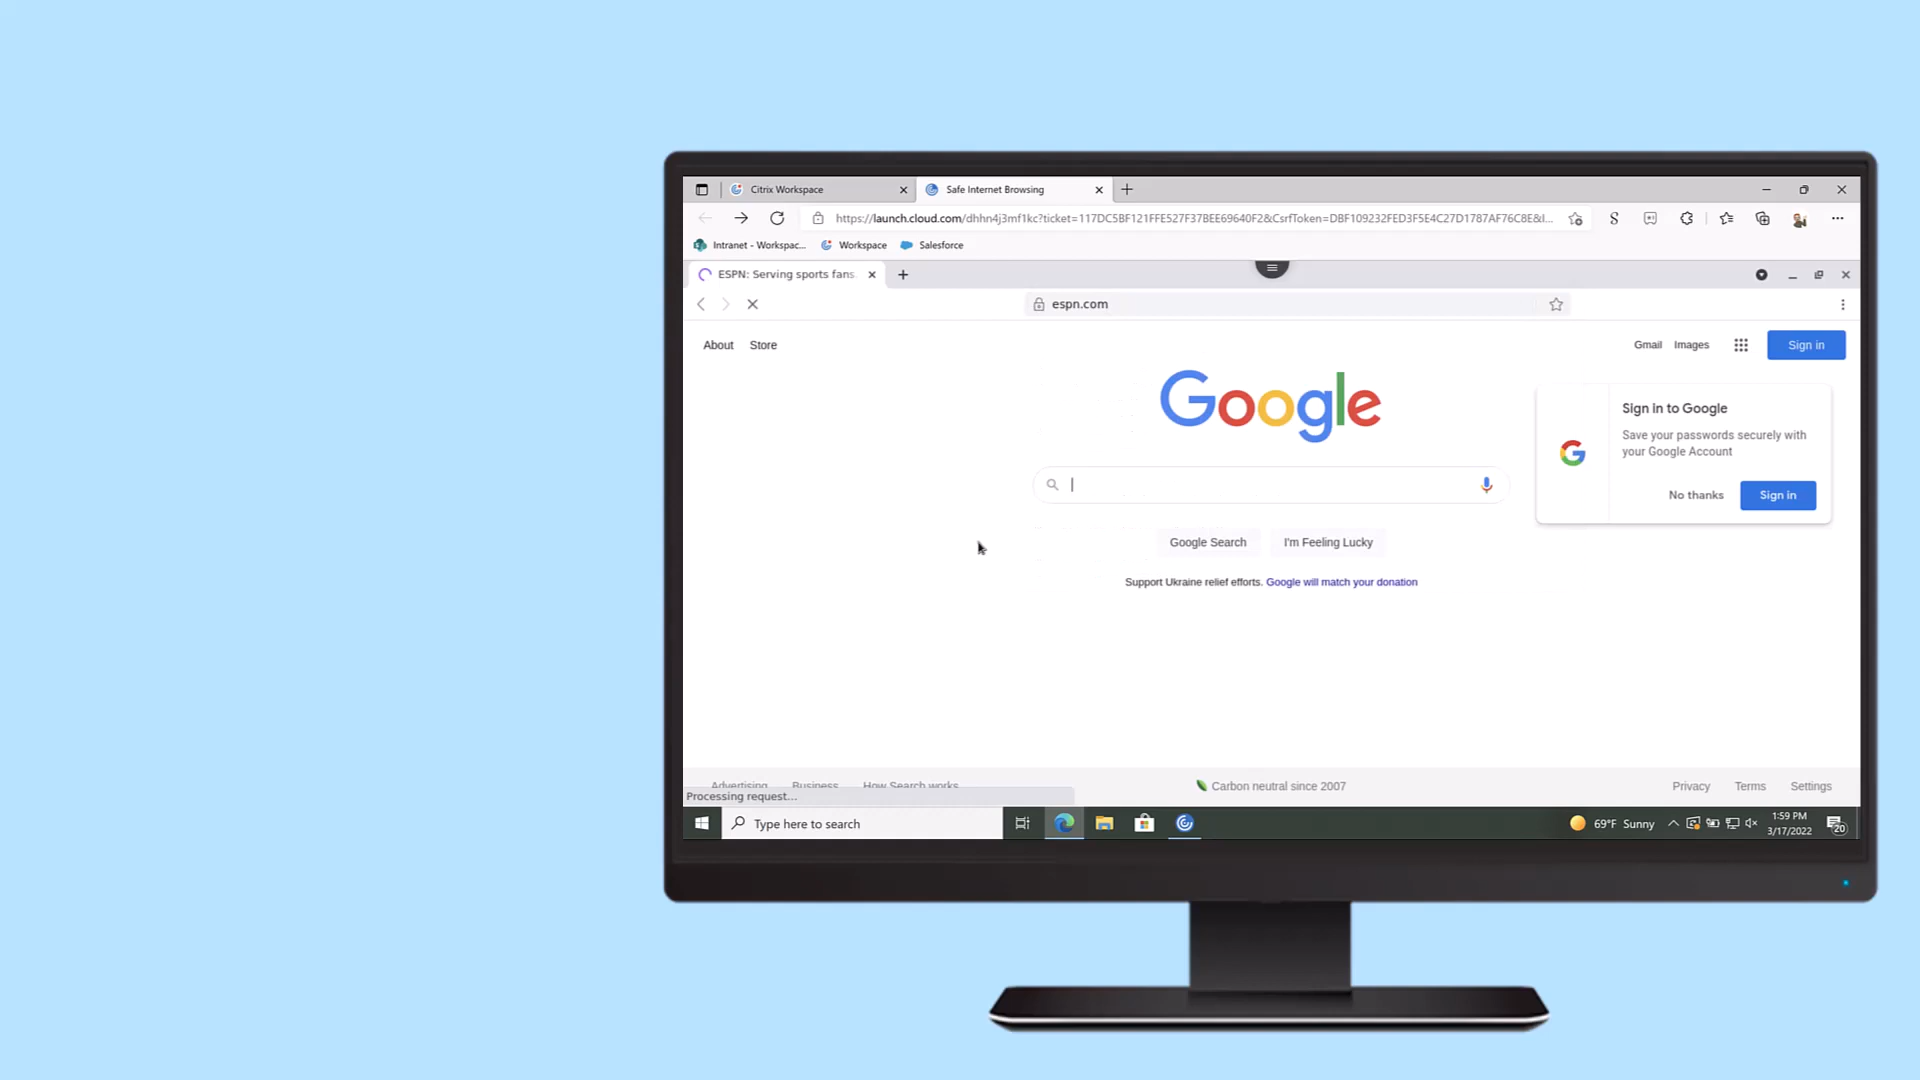 Citrix Workspace
Safe Internet Browsing
https://launch.cloud.com/dhhn4j3mf1kc?ticket=117DC5BF121FFE527F37BEE69640F2&CsrfToken=DBF109232FED3F5E4C27D1787AF76C8E&l...
Intranet - Workspac... Workspace Salesforce
ESPN: Serving sports fans.
espn.com
About Store
Gmail Images Sign in
Google
Sign in to Google
Save your passwords securely with
your Google Account
No thanks Sign in
Google Search I'm Feeling Lucky
Support Ukraine relief efforts. Google will match your donation
Advertising Business How Search works
Carbon neutral since 2007
Privacy Terms Settings
Processing request...
Type here to search
69°F Sunny
1:59 PM
3/17/2022
20